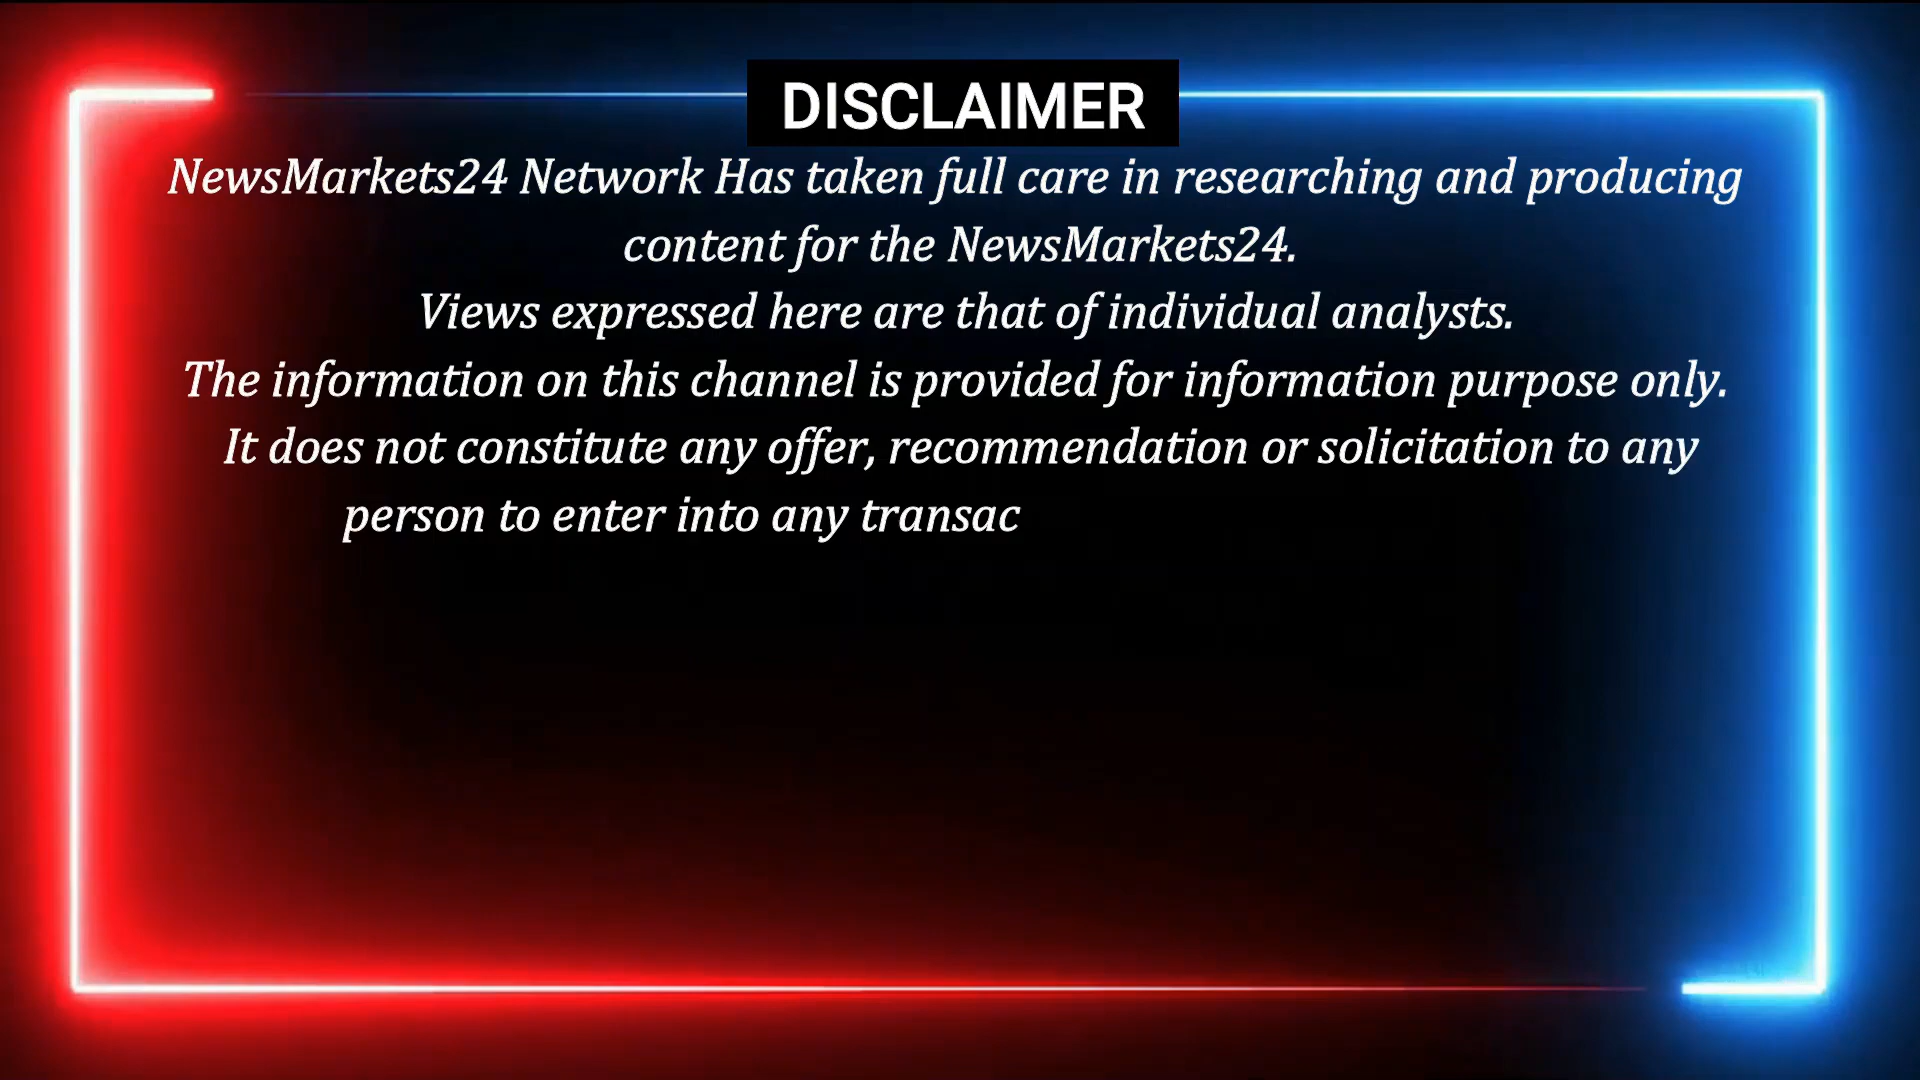 DISCLAIMER
NewsMarkets24 Network Has taken full care in researching and producing
content for the NewsMarkets24.
Views expressed here are that of individual analysts.
The information on this channel is provided for information purpose only.
It does not constitute any offer, recommendation or solicitation to any
person to enter into any transac